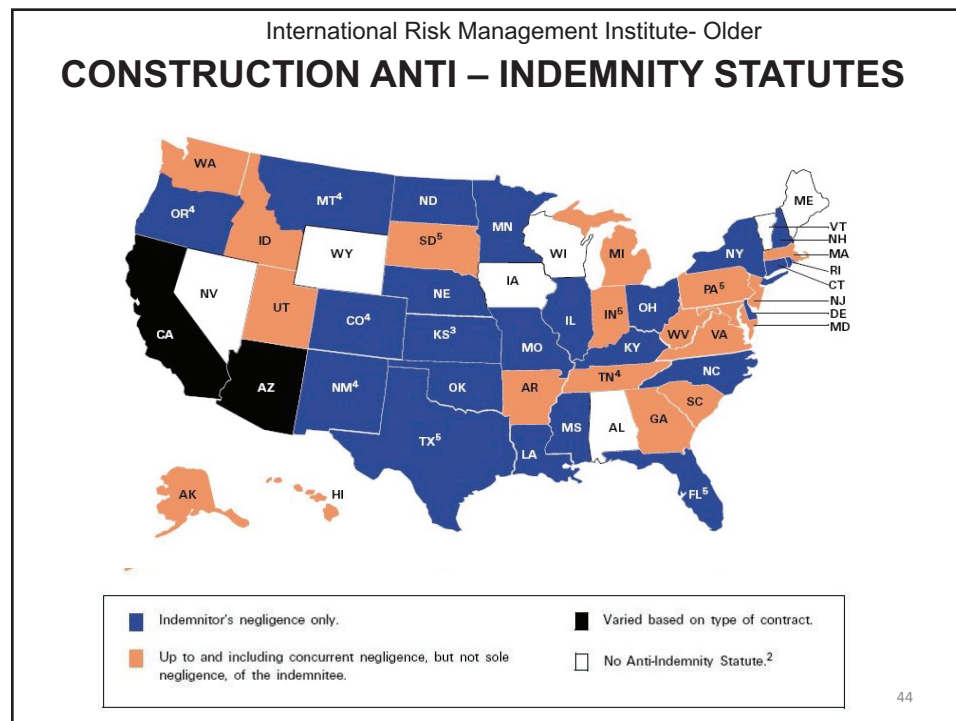 International Risk Management Institute- Older
CONSTRUCTION ANTI – INDEMNITY STATUTES
WA
OR⁴
MT⁴
ND
MN
ID
WY
SD⁵
WI
MI
ME
VT
NH
MA
RI
CT
NJ
DE
MD
NY
NV
UT
CO⁴
NE
IA
IL
IN⁵
OH
PA⁵
CA
AZ
NM⁴
KS³
MO
KY
WV
VA
OK
AR
TN⁴
NC
TX⁵
LA
MS
AL
GA
SC
FL⁵
AK
HI
Indemnitor's negligence only.
Up to and including concurrent negligence, but not sole
negligence, of the indemnitee.
Varied based on type of contract.
No Anti-Indemnity Statute.²
44